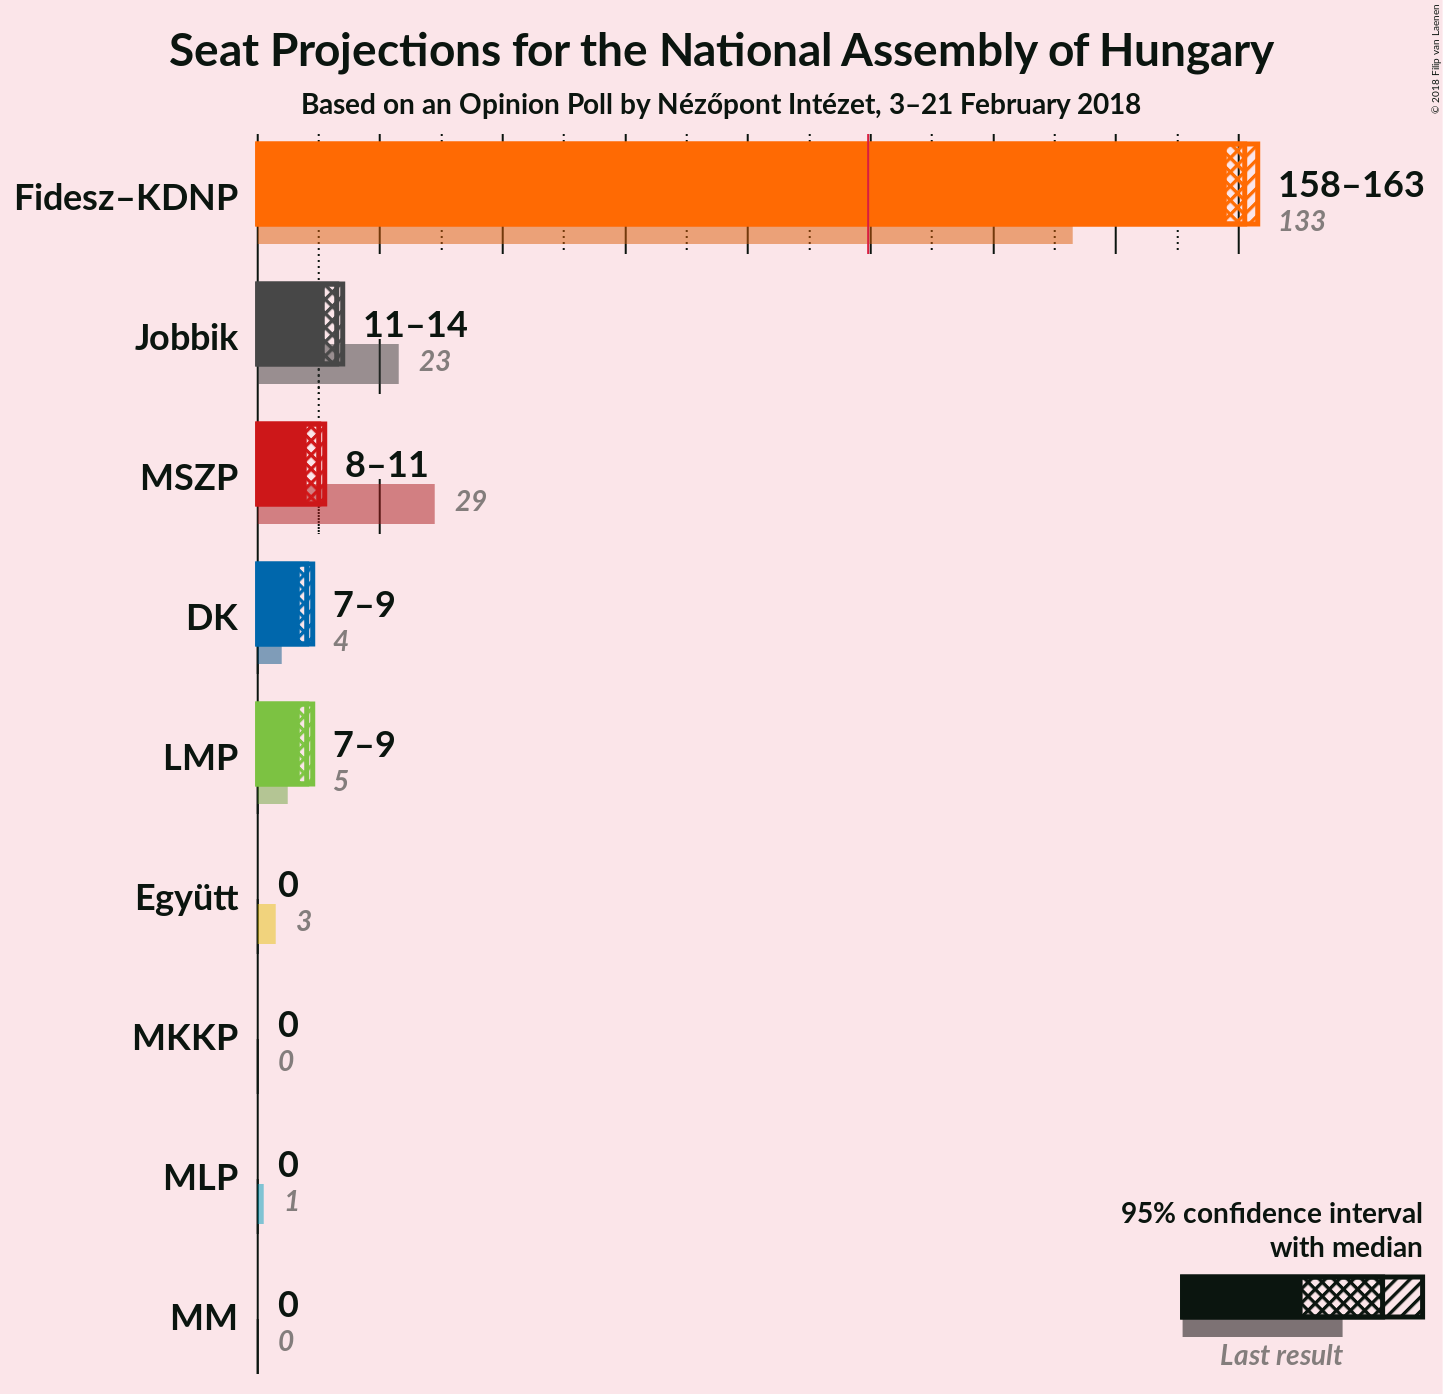 Seat Projections for the National Assembly of Hungary
Based on an Opinion Poll by Nézőpont Intézet, 3–21 February 2018
© 2018 Filip van Laenen
Fidesz–KDNP
158–163
133
Jobbik
11–14
23
MSZP
8–11
29
DK
7–9
4
LMP
7–9
5
Együtt
0
3
MKKP
0
0
MLP
0
1
MM
0
0
95% confidence interval
with median
Last result